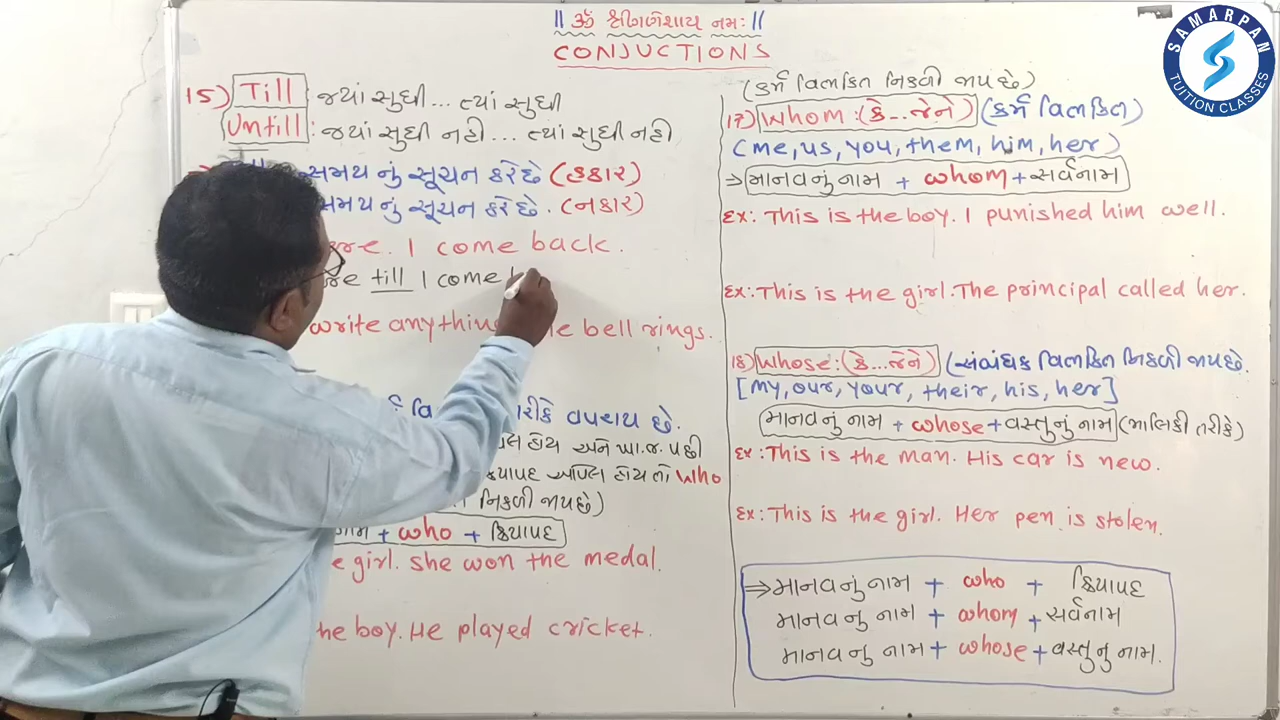 || ૐ શ્રી ગણેશાય નમઃ ||
CONJUCTIONS
15) Till : જ્યાં સુધી... ત્યાં સુધી
Untill : જ્યાં સુધી નહી... ત્યાં સુધી નહી
સમય નું સૂચન કરે છે (હકાર)
સમય નું સૂચન કરે છે. (નકાર)
ere. I come back.
ere till I come
write anything. bell rings.
રીકે વપરાય છે.
હોય અને પૂ.વ. પછી
ક્રિયાપદ આપેલ હોય તો who
નિકળી જાય છે)
નામ + who + ક્રિયાપદ
e girl. She won the medal.
he boy. He played cricket.
(કર્મ વિભકિત નિકળી જાય છે)
17) Whom : (કે...જેને) (કર્મ વિભકિત)
(me, us, you, them, him, her)
⇒ માનવનું નામ + whom + સર્વનામ
Ex: This is the boy. I punished him well.
Ex: This is the girl. The principal called her.
18) Whose : (કે...જેને) (સંબંધક વિભકિત નિકળી જાય છે.
[my, our, your, their, his, her]
માનવનું નામ + whose + વસ્તુનું નામ (માલિકી તરીકે)
Ex: This is the man. His car is new.
Ex: This is the girl. Her pen is stolen.
⇒ માનવનું નામ + who + ક્રિયાપદ
માનવનુ નામ + whom + સર્વનામ
માનવનુ નામ + whose + વસ્તુનુ નામ.
SAMARPAN
TUITION CLASSES